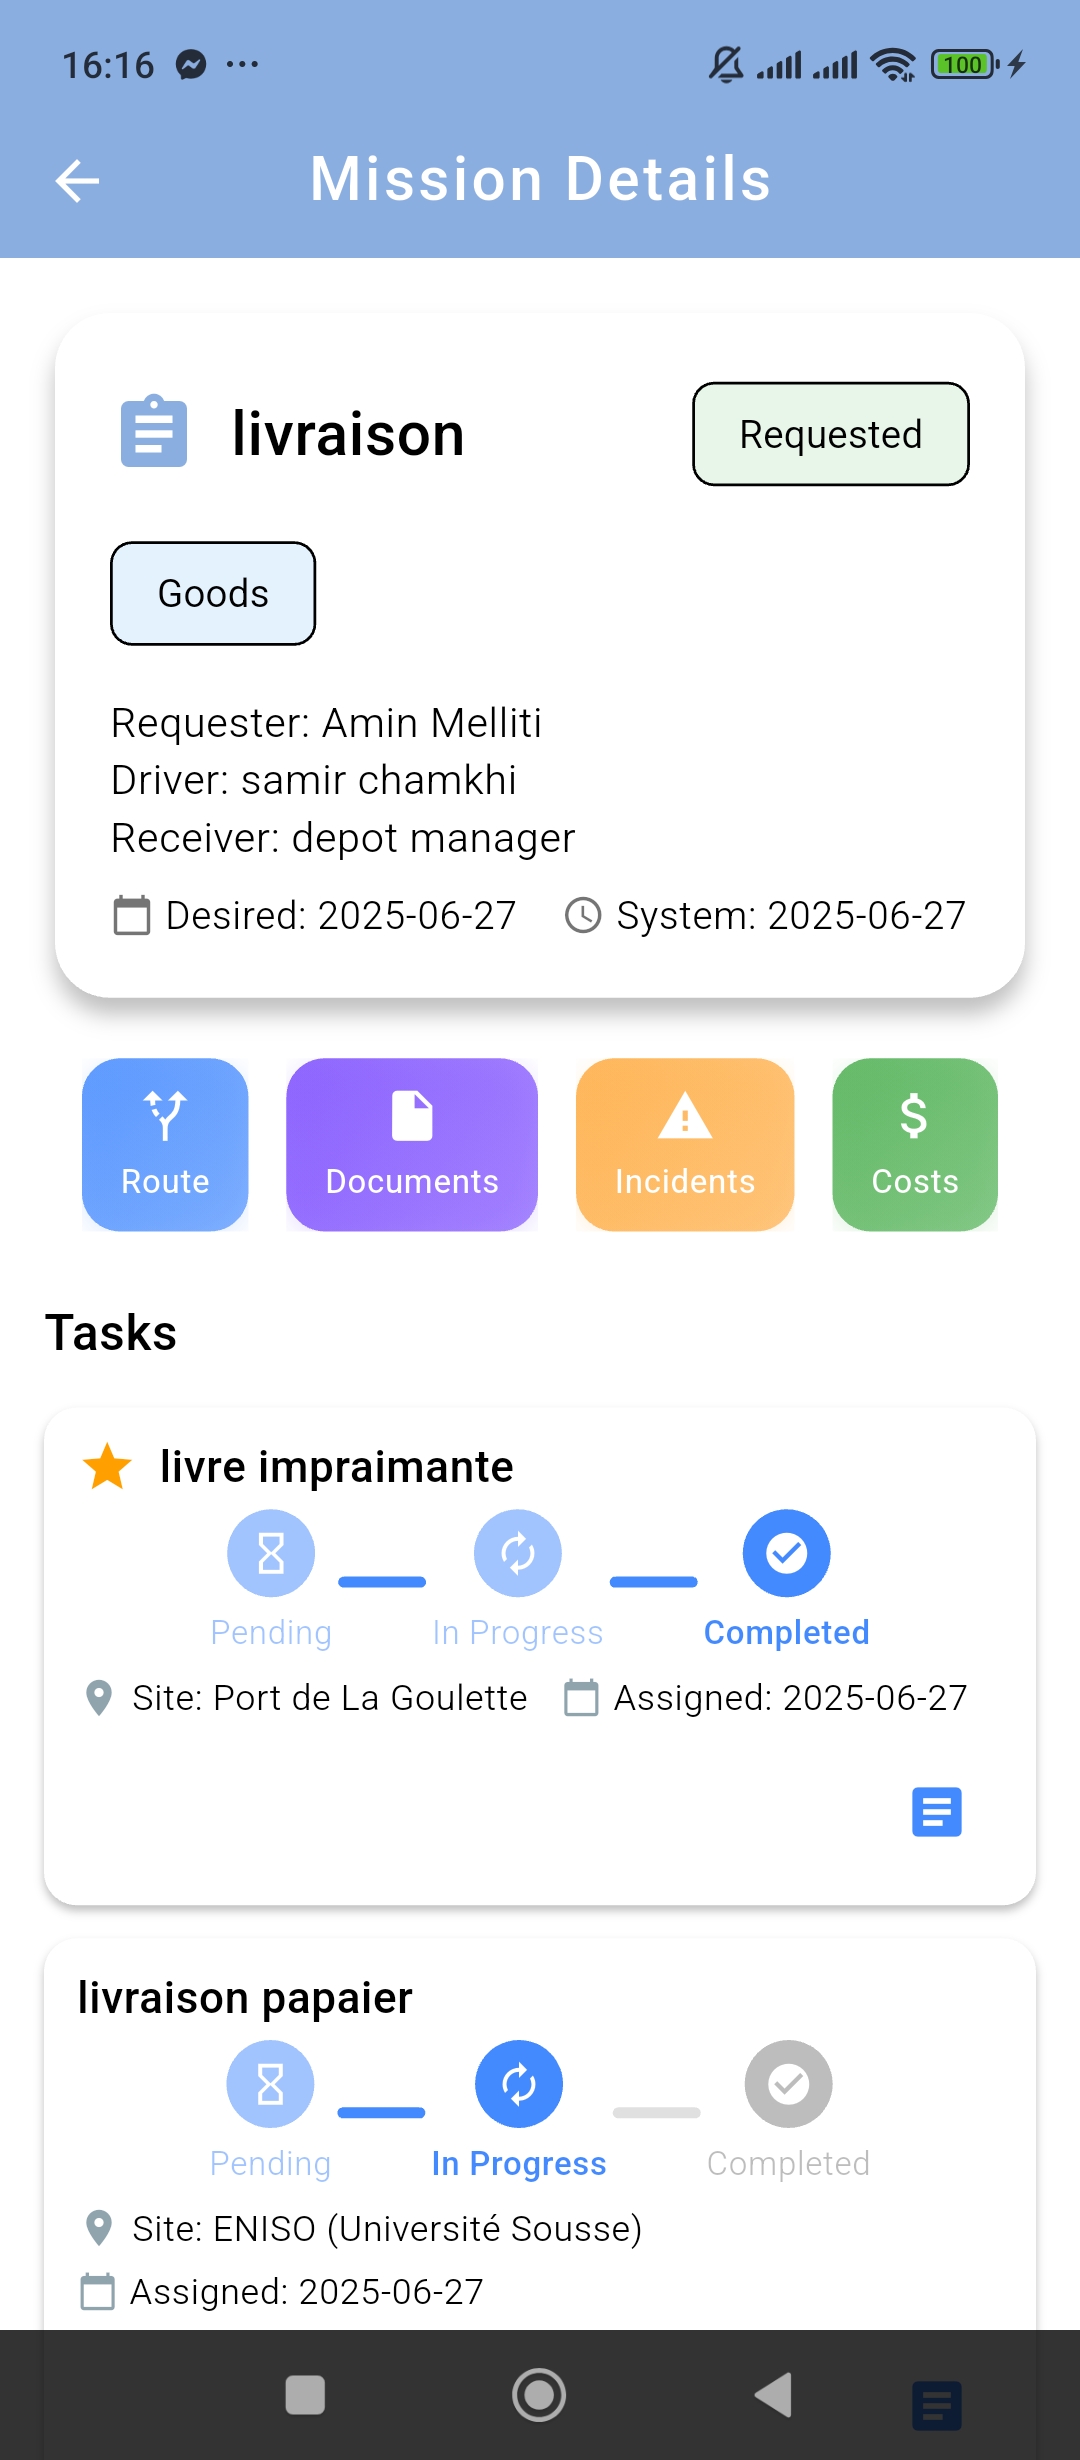 16:16 ...
100
Mission Details
livraison
Requested
Goods
Requester: Amin Melliti
Driver: samir chamkhi
Receiver: depot manager
Desired: 2025-06-27 System: 2025-06-27
Route Documents Incidents Costs
Tasks
livre impraimante
Pending In Progress Completed
Site: Port de La Goulette Assigned: 2025-06-27
livraison papaier
Pending In Progress Completed
Site: ENISO (Université Sousse)
Assigned: 2025-06-27